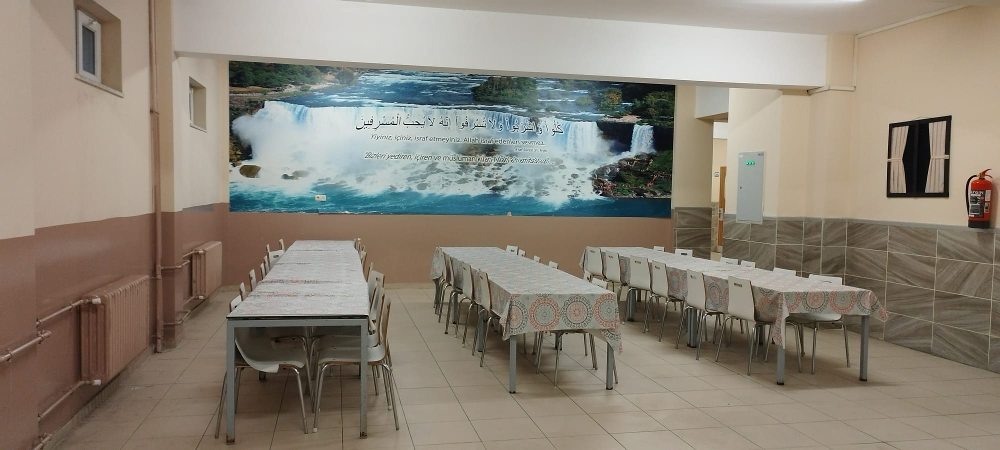 كُلُواْ وَاشْرَبُواْ وَلاَ تُسْرِفُواْ إِنَّهُ لاَ يُحِبُّ الْمُسْرِفِينَ
Yiyiniz, içiniz, israf etmeyiniz. Allah israf edenleri sevmez.
A'raf Sûresi 31. Ayet
"Bizleri yediren, içiren ve müslüman kılan Allah'a hamdolsun"..
AYGIN